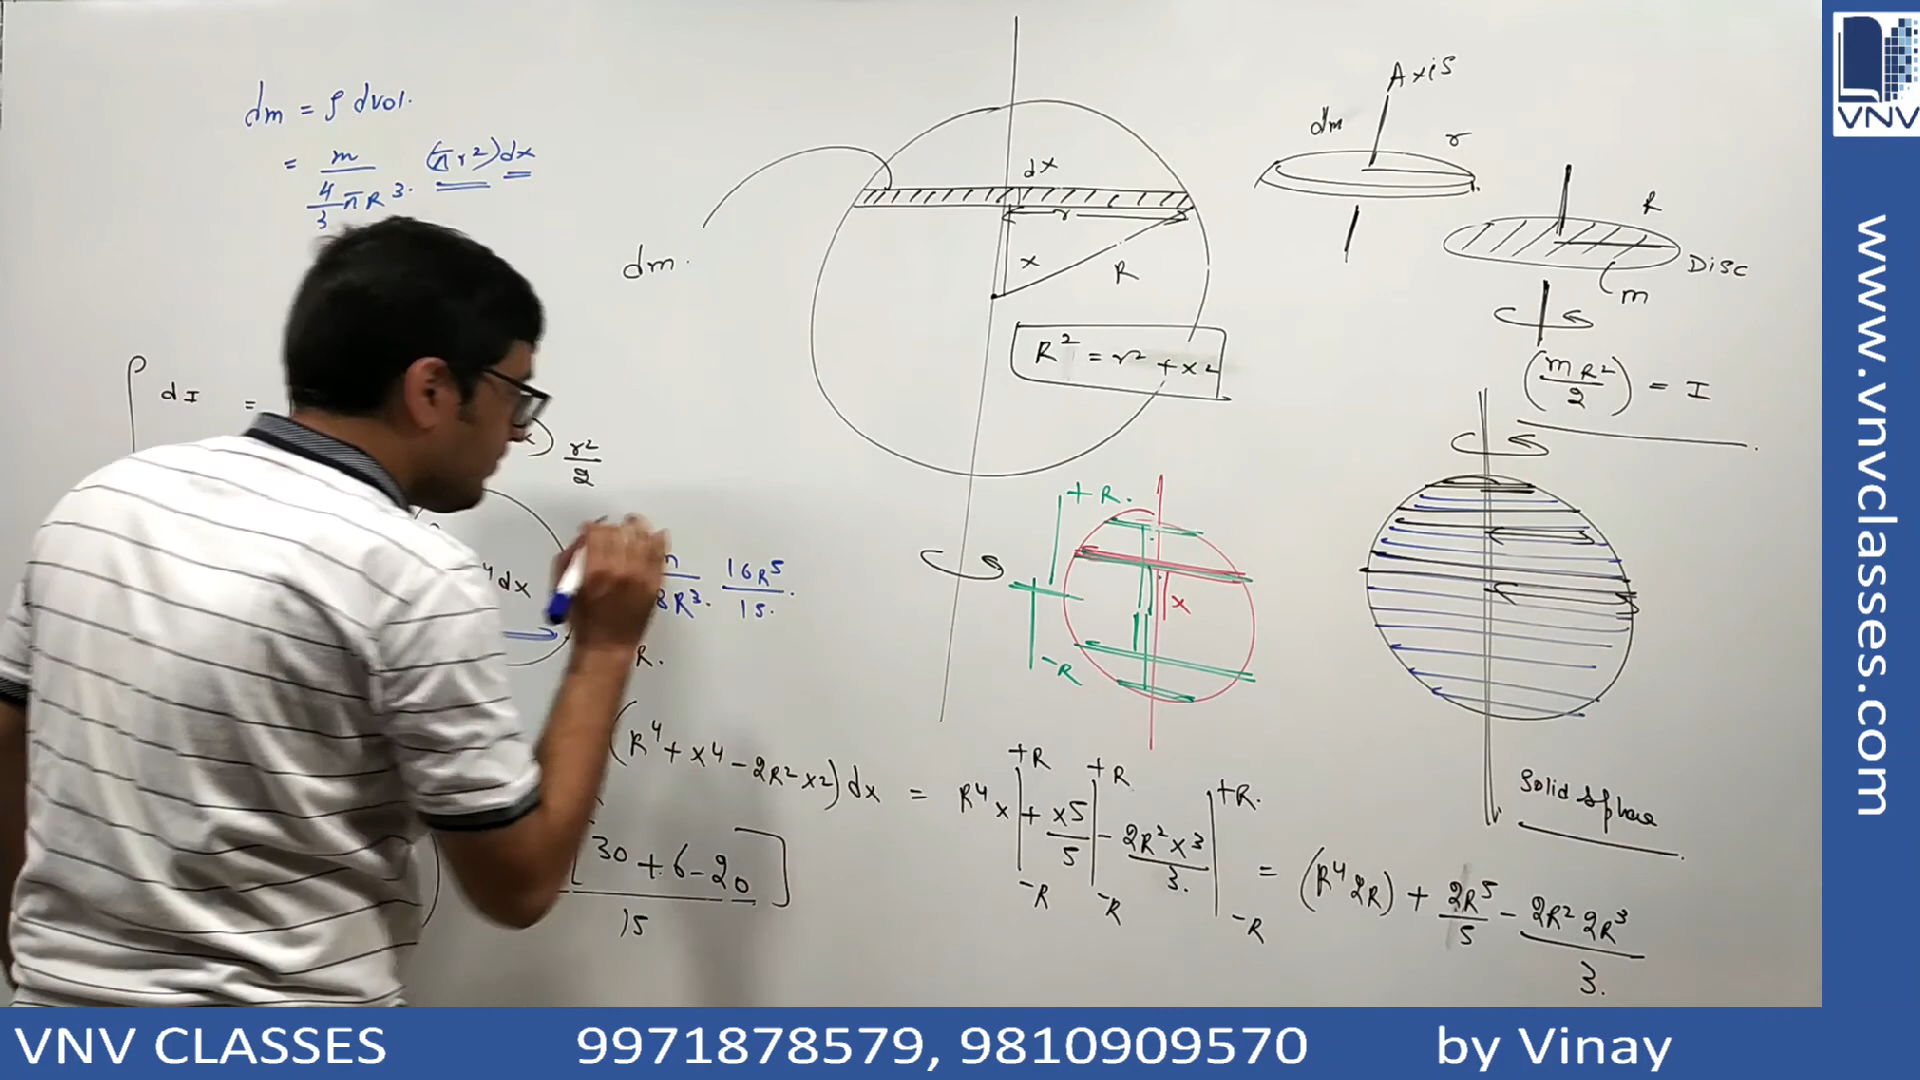 dm = ρ dvol.
= m / (4/3 πR³) · (πr²) dx
dI =
x) r²/2
⁴dx
8R³. 16R⁵/15.
R.
(R⁴ + x⁴ - 2R²x²) dx = R⁴x |₋R⁺R + x⁵/5 |₋R⁺R - 2R²x³/3. |₋R⁺R = (R⁴2R) + 2R⁵/5 - 2R²2R³/3.
[30 + 6 - 20] / 15
dm.
dx
r
x
R
R² = r² + x²
+R.
x
-R
Axis
dm
r
R
Disc
m
(mR²/2) = I
Solid Sphere
VNV
www.vnvclasses.com
VNV CLASSES 9971878579, 9810909570 by Vinay